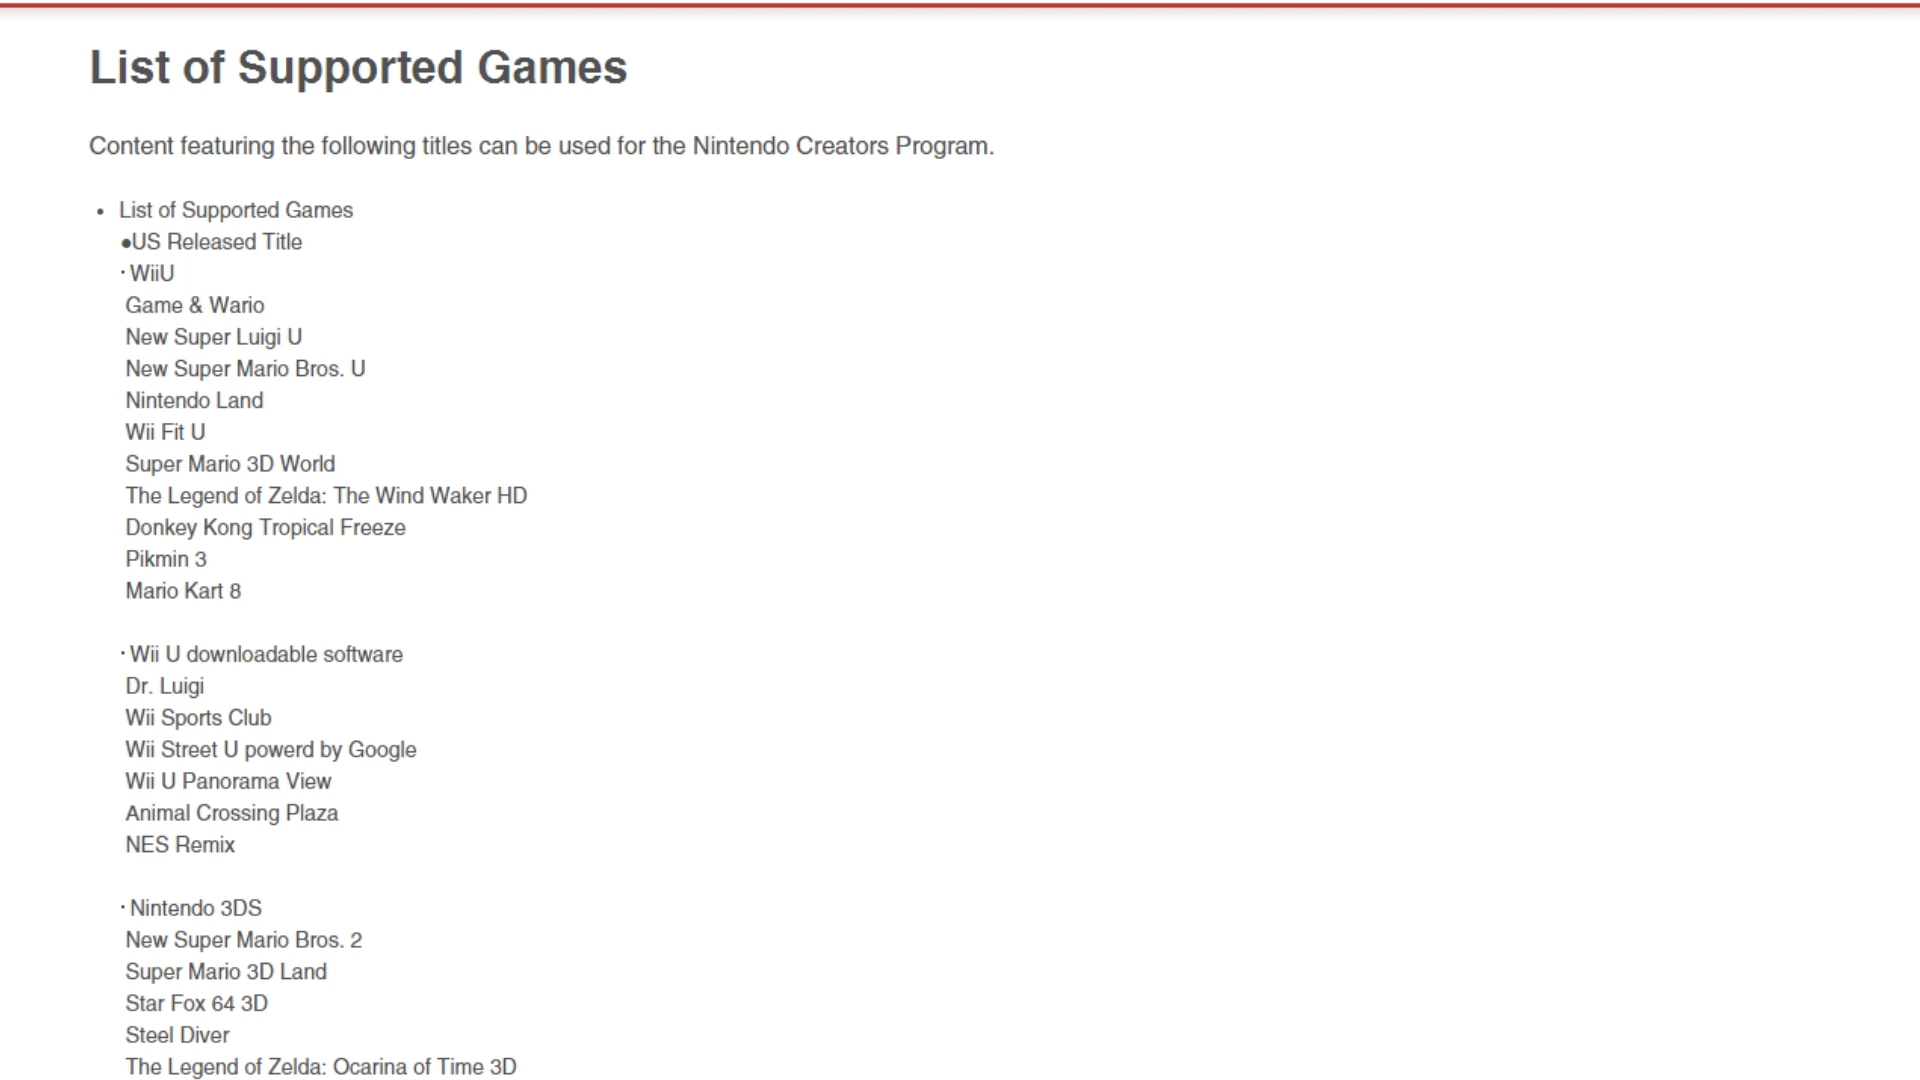 List of Supported Games
Content featuring the following titles can be used for the Nintendo Creators Program.
• List of Supported Games
●US Released Title
・WiiU
Game & Wario
New Super Luigi U
New Super Mario Bros. U
Nintendo Land
Wii Fit U
Super Mario 3D World
The Legend of Zelda: The Wind Waker HD
Donkey Kong Tropical Freeze
Pikmin 3
Mario Kart 8
・Wii U downloadable software
Dr. Luigi
Wii Sports Club
Wii Street U powerd by Google
Wii U Panorama View
Animal Crossing Plaza
NES Remix
・Nintendo 3DS
New Super Mario Bros. 2
Super Mario 3D Land
Star Fox 64 3D
Steel Diver
The Legend of Zelda: Ocarina of Time 3D